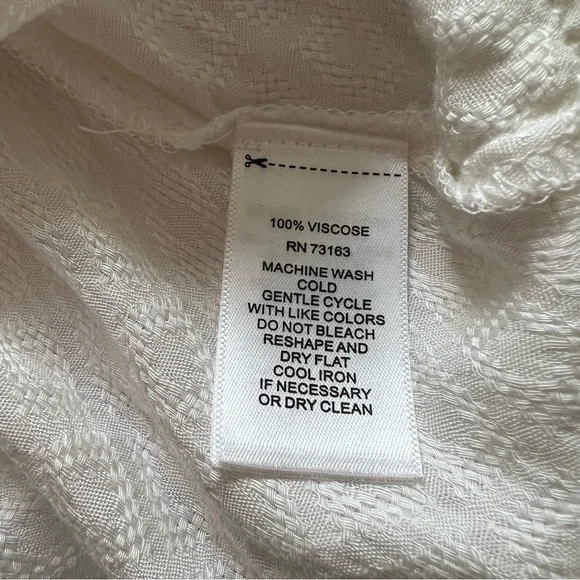 100% VISCOSE
RN 73163
MACHINE WASH
COLD
GENTLE CYCLE
WITH LIKE COLORS
DO NOT BLEACH
RESHAPE AND
DRY FLAT
COOL IRON
IF NECESSARY
OR DRY CLEAN